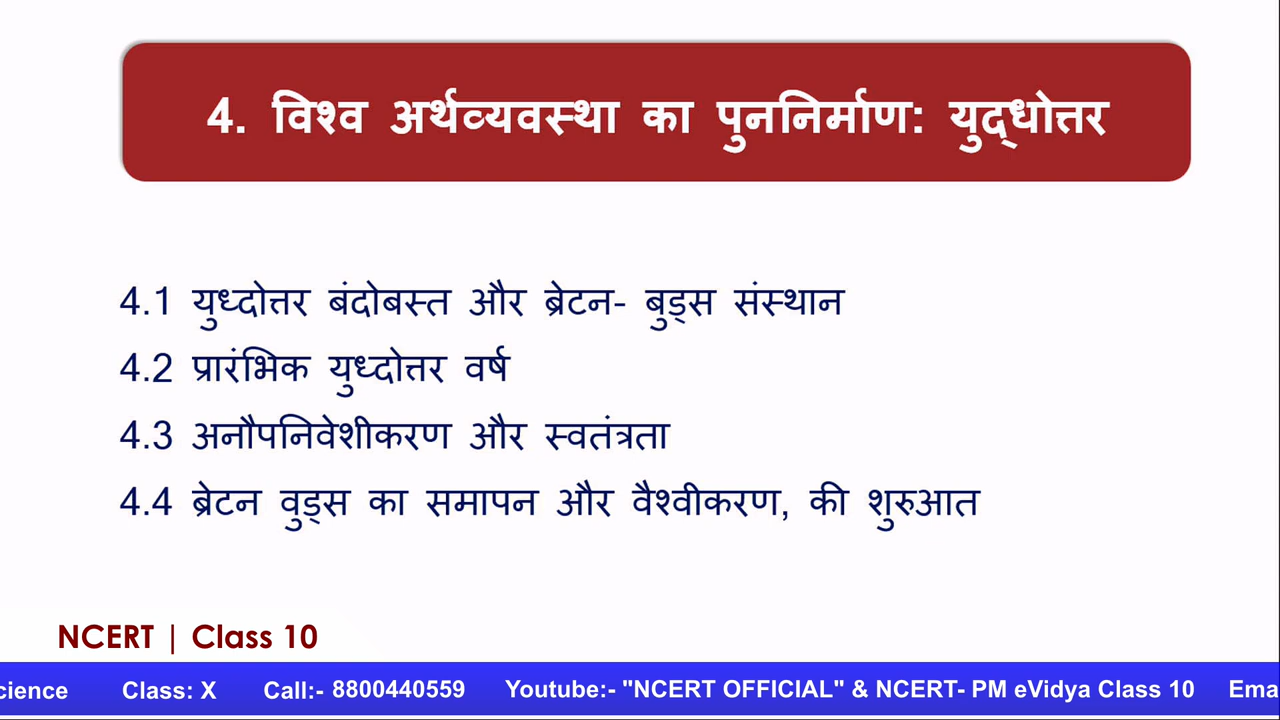 4. विश्व अर्थव्यवस्था का पुननिर्माण: युद्धोत्तर
4.1 युध्दोत्तर बंदोबस्त और ब्रेटन- बुड्स संस्थान
4.2 प्रारंभिक युध्दोत्तर वर्ष
4.3 अनौपनिवेशीकरण और स्वतंत्रता
4.4 ब्रेटन वुड्स का समापन और वैश्वीकरण, की शुरुआत
NCERT | Class 10
cience Class: X Call:- 8800440559 Youtube:- "NCERT OFFICIAL" & NCERT- PM eVidya Class 10 Ema